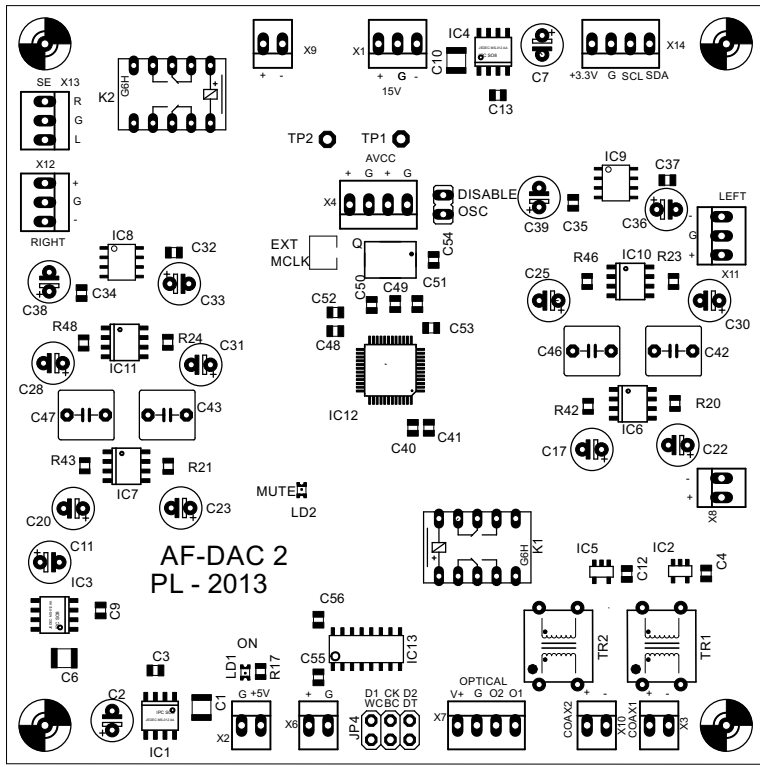 IC4
X9
X1
X14
+ -
+ G -
15V
C10
C7
+3.3V G SCL SDA
C13
K2
G6H
SE X13
R
G
L
TP2
TP1
X12
+
G
-
RIGHT
AVCC
+ G + G
X4
DISABLE
OSC
C54
IC9
C37
C39
C35
C36
LEFT
-
G
+
X11
IC8
C32
C34
C33
C38
EXT
MCLK
Q
C51
C50
C49
C52
C53
C48
IC12
C40
C41
R46
IC10
R23
C25
C30
C46
C42
R42
R20
IC6
C17
C22
R48
R24
IC11
C31
C28
C47
C43
R43
R21
IC7
C20
C23
MUTE
LD2
-
+
X8
C11
AF-DAC 2
PL - 2013
IC3
C9
C6
K1
G6H
IC5
IC2
C12
C4
TR2
TR1
C56
IC13
C55
ON
LD1
R17
C3
C2
C1
IC1
G +5V
X2
+ G
X6
D1 CK D2
WC BC DT
JP4
OPTICAL
V+ G O2 O1
X7
+ -
COAX2
X10
+ -
COAX1
X3